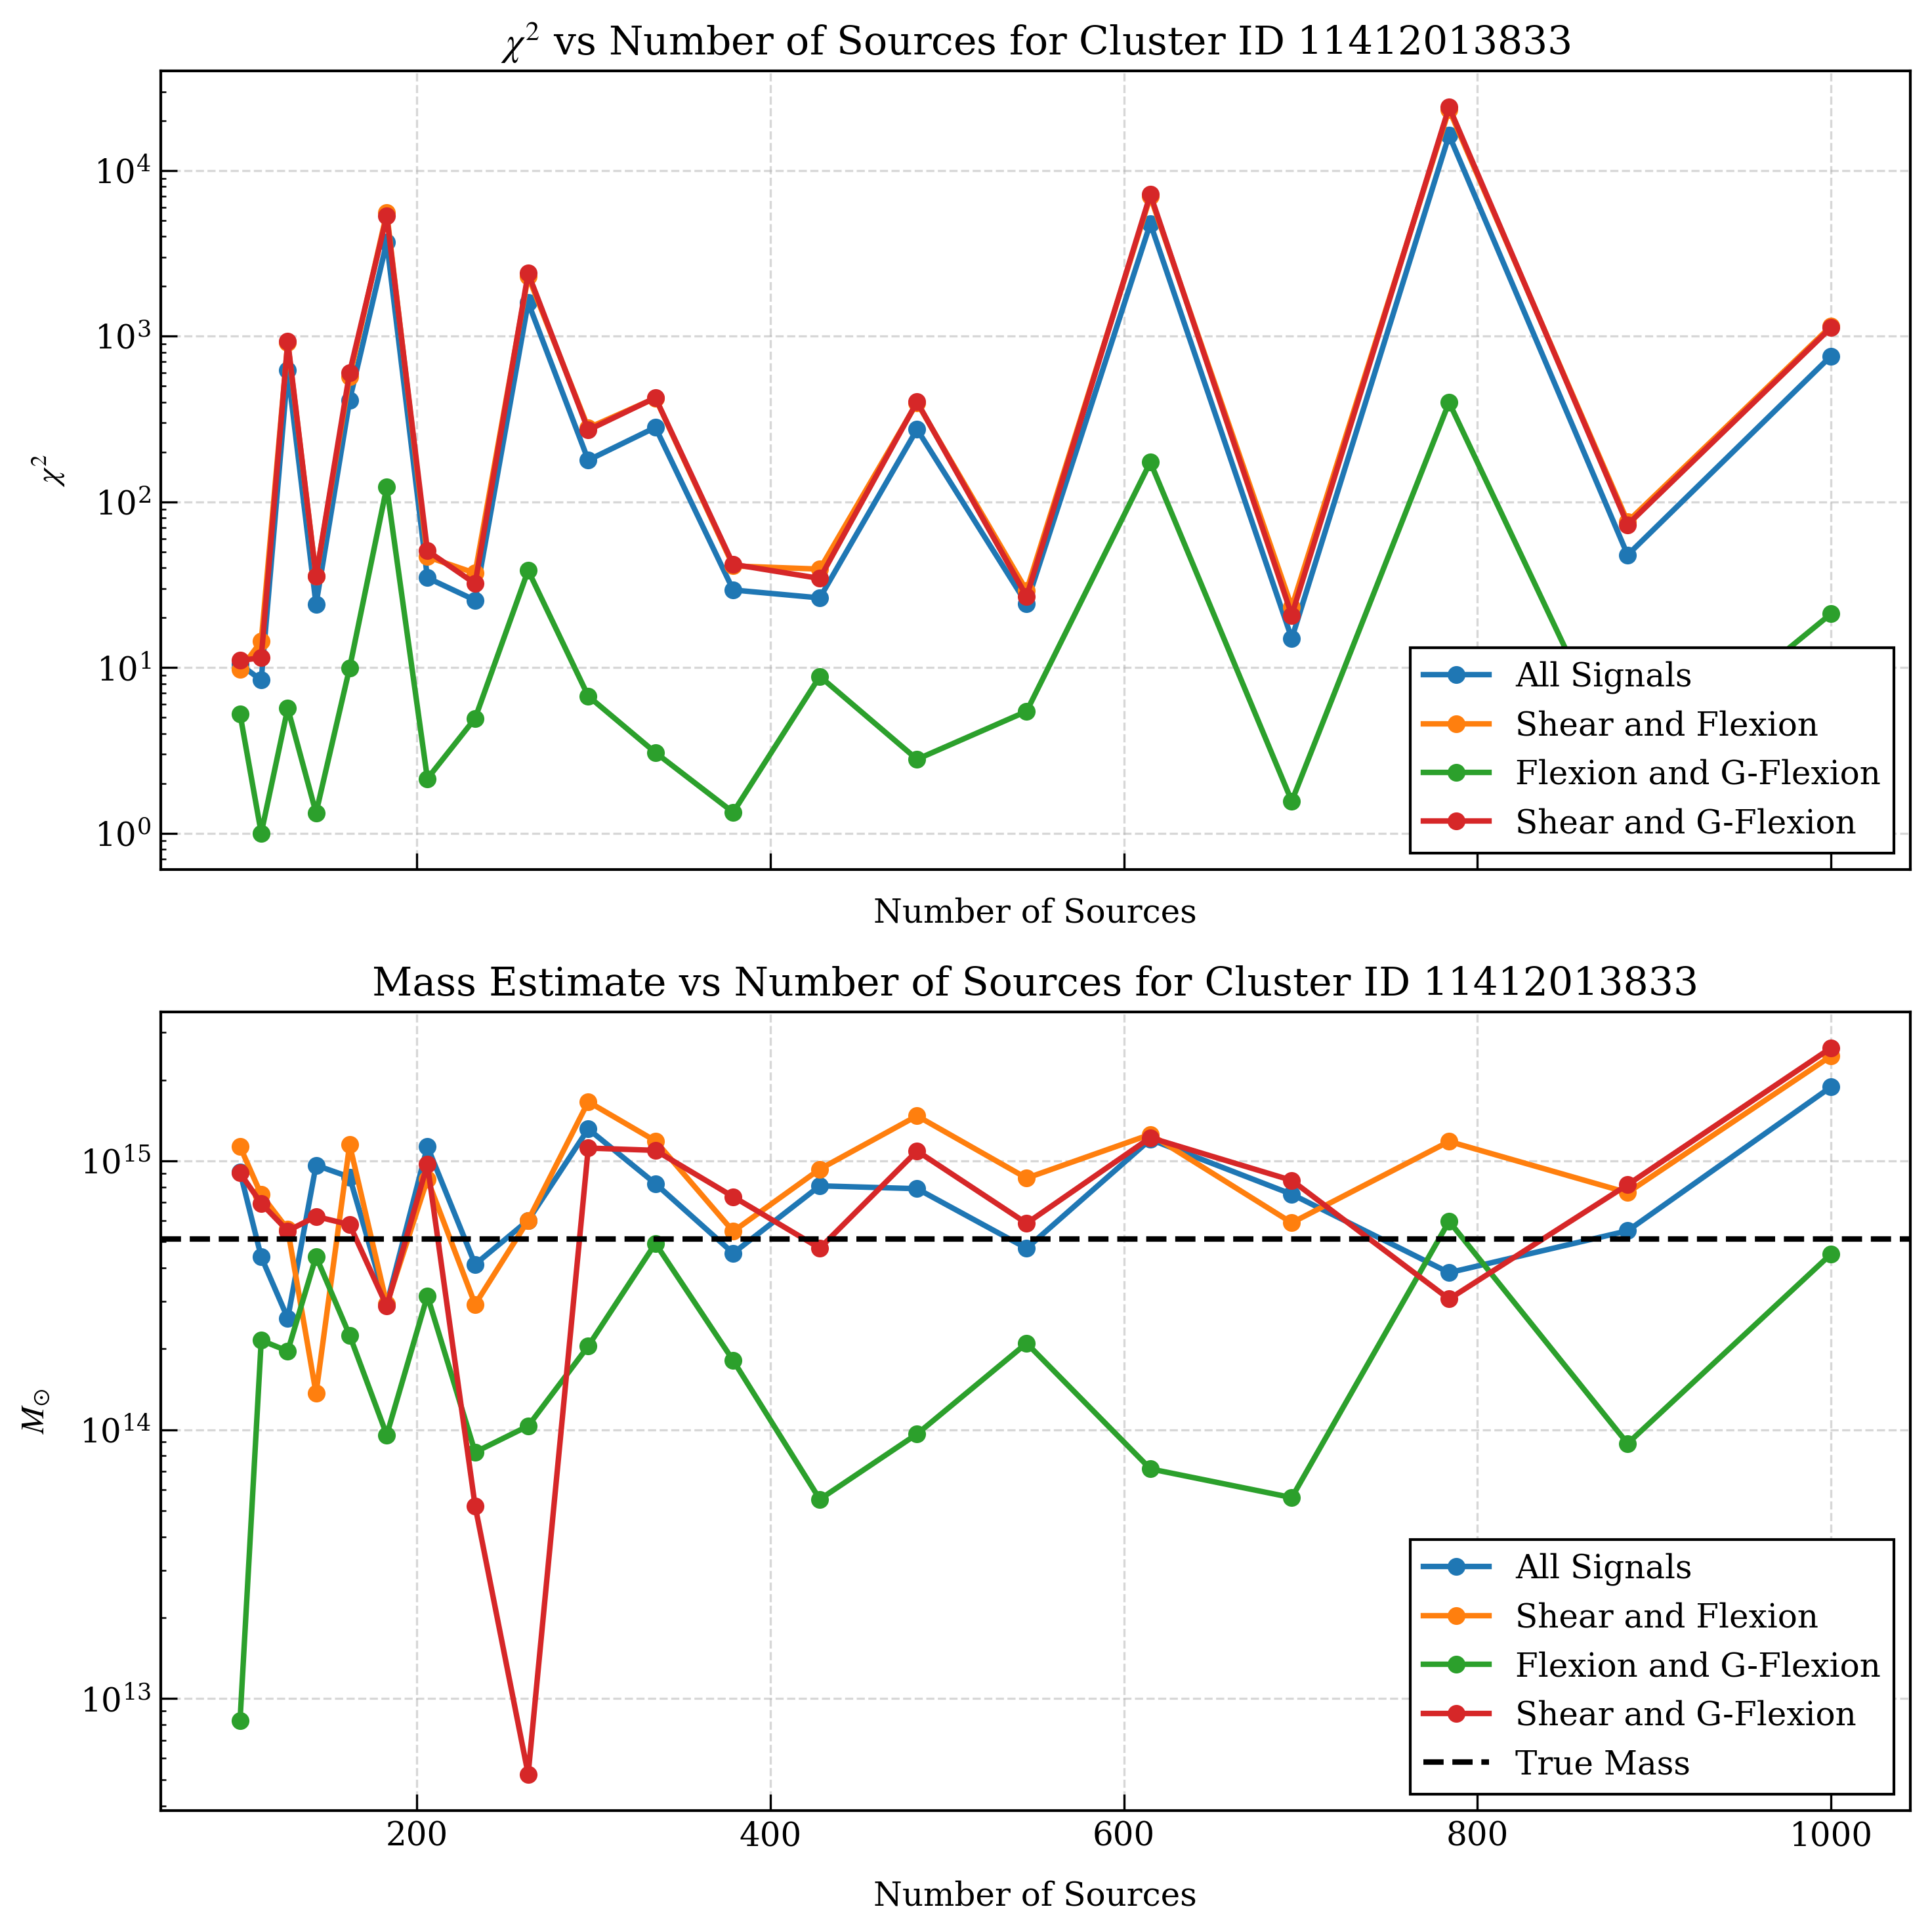 χ² vs Number of Sources for Cluster ID 11412013833
10⁴
10³
10²
10¹
10⁰
χ²
All Signals
Shear and Flexion
Flexion and G-Flexion
Shear and G-Flexion
Number of Sources
Mass Estimate vs Number of Sources for Cluster ID 11412013833
10¹⁵
10¹⁴
10¹³
M☉
All Signals
Shear and Flexion
Flexion and G-Flexion
Shear and G-Flexion
True Mass
200 400 600 800 1000
Number of Sources